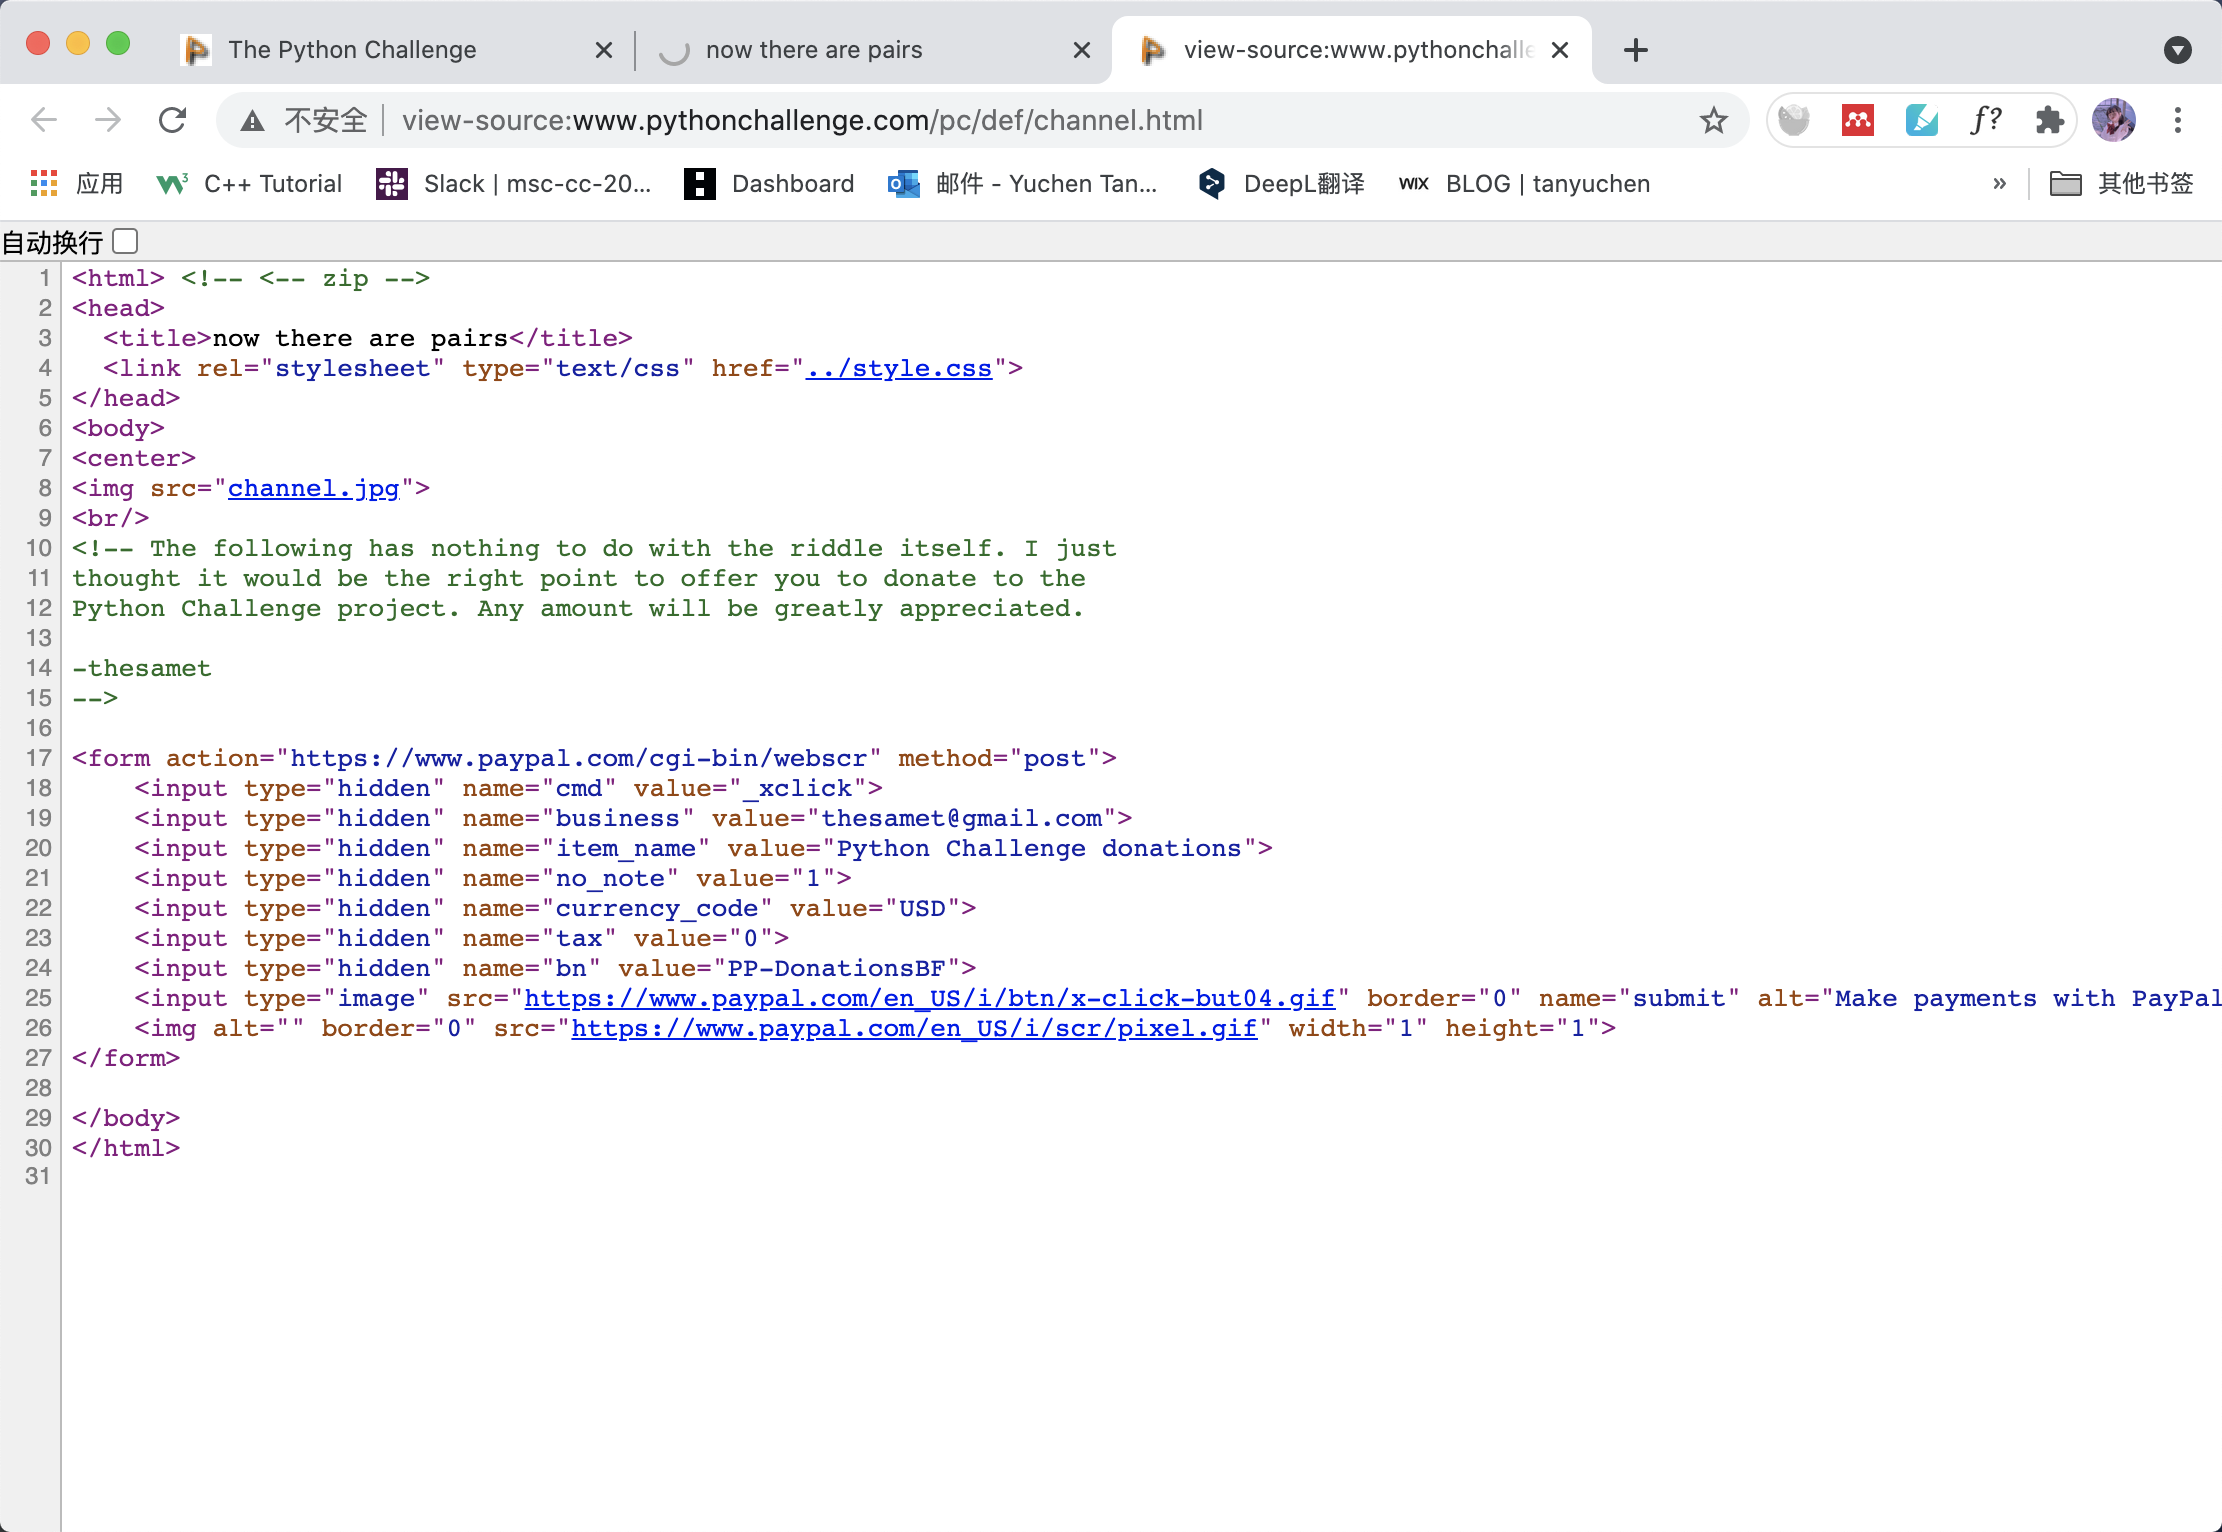 The Python Challenge
now there are pairs
view-source:www.pythonchalle
不安全 view-source:www.pythonchallenge.com/pc/def/channel.html
f?
应用 C++ Tutorial Slack | msc-cc-20... Dashboard 邮件 - Yuchen Tan... DeepL翻译 WIX BLOG | tanyuchen » 其他书签
自动换行
1 <html> <!-- <-- zip -->
2 <head>
3 <title>now there are pairs</title>
4 <link rel="stylesheet" type="text/css" href="../style.css">
5 </head>
6 <body>
7 <center>
8 <img src="channel.jpg">
9 <br/>
10 <!-- The following has nothing to do with the riddle itself. I just
11 thought it would be the right point to offer you to donate to the
12 Python Challenge project. Any amount will be greatly appreciated.
13
14 -thesamet
15 -->
16
17 <form action="https://www.paypal.com/cgi-bin/webscr" method="post">
18 <input type="hidden" name="cmd" value="_xclick">
19 <input type="hidden" name="business" value="thesamet@gmail.com">
20 <input type="hidden" name="item_name" value="Python Challenge donations">
21 <input type="hidden" name="no_note" value="1">
22 <input type="hidden" name="currency_code" value="USD">
23 <input type="hidden" name="tax" value="0">
24 <input type="hidden" name="bn" value="PP-DonationsBF">
25 <input type="image" src="https://www.paypal.com/en_US/i/btn/x-click-but04.gif" border="0" name="submit" alt="Make payments with PayPal
26 <img alt="" border="0" src="https://www.paypal.com/en_US/i/scr/pixel.gif" width="1" height="1">
27 </form>
28
29 </body>
30 </html>
31